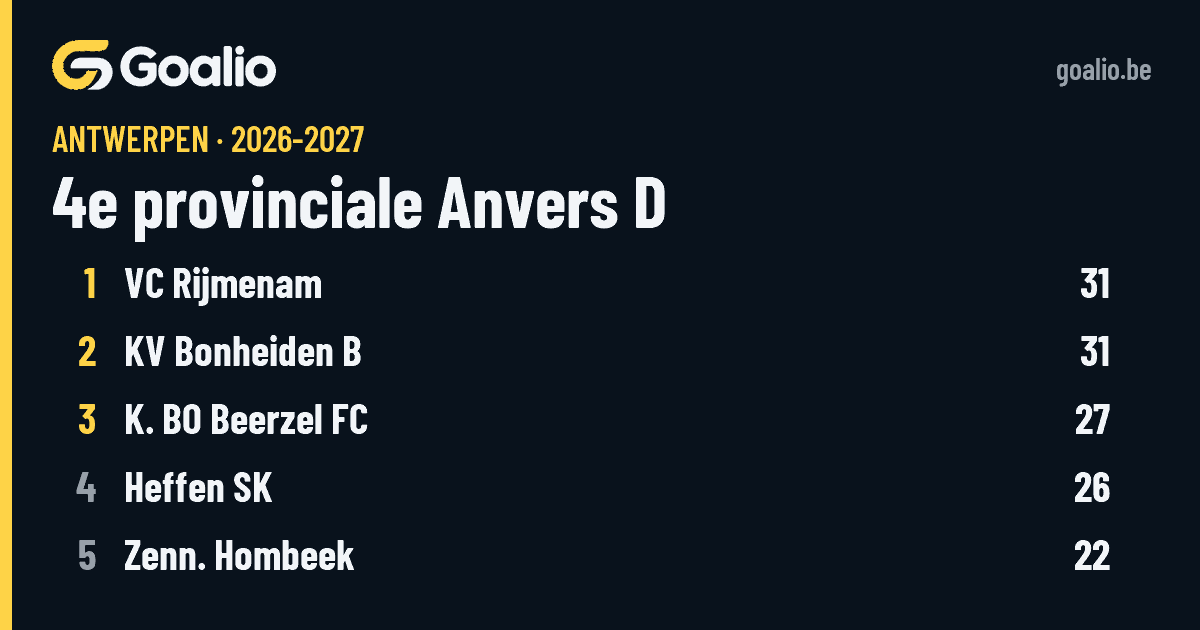 Goalio
goalio.be
ANTWERPEN · 2026-2027
4e provinciale Anvers D
1 VC Rijmenam 31
2 KV Bonheiden B 31
3 K. BO Beerzel FC 27
4 Heffen SK 26
5 Zenn. Hombeek 22